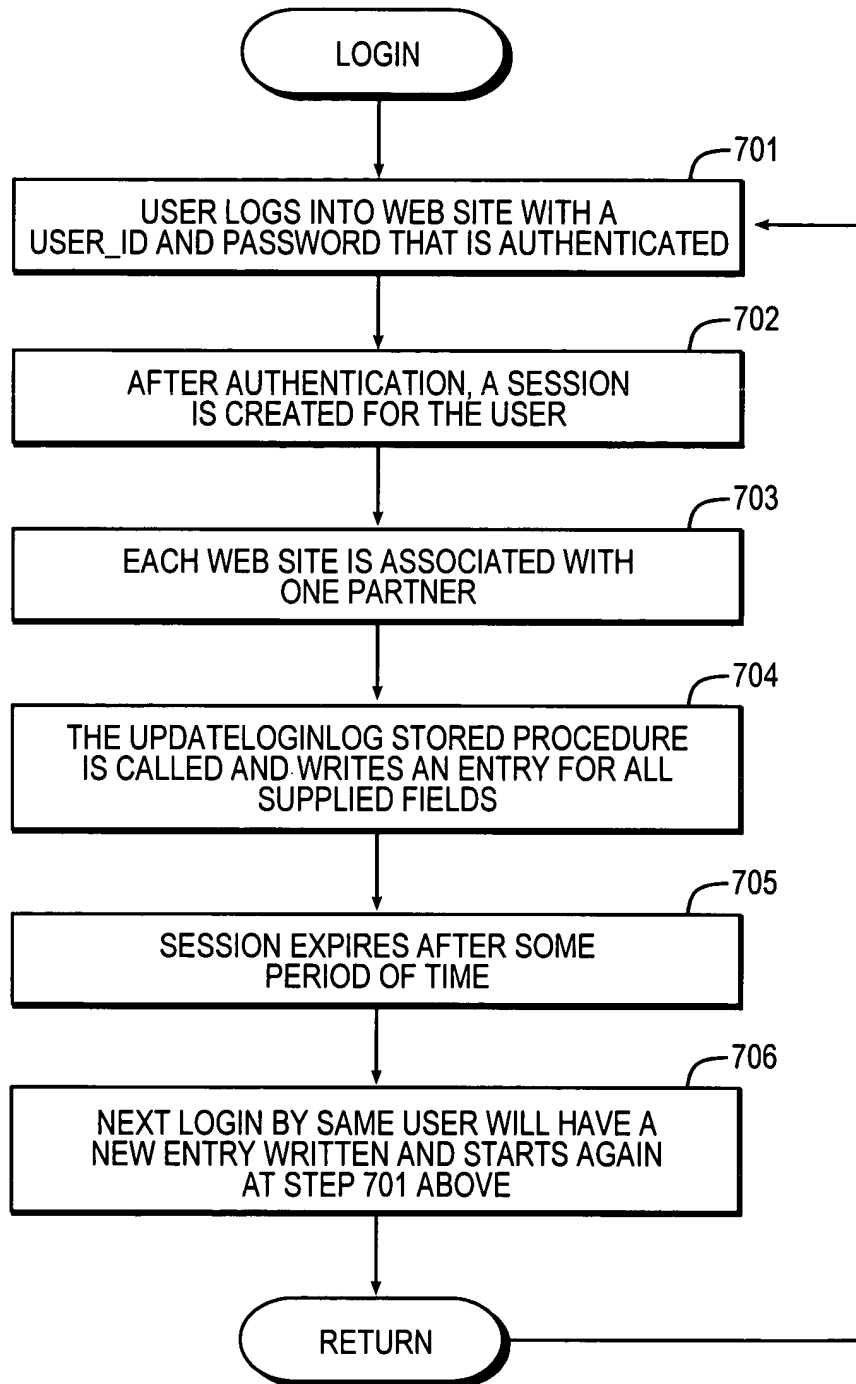 LOGIN
701
USER LOGS INTO WEB SITE WITH A
USER_ID AND PASSWORD THAT IS AUTHENTICATED
702
AFTER AUTHENTICATION, A SESSION
IS CREATED FOR THE USER
703
EACH WEB SITE IS ASSOCIATED WITH
ONE PARTNER
704
THE UPDATELOGINLOG STORED PROCEDURE
IS CALLED AND WRITES AN ENTRY FOR ALL
SUPPLIED FIELDS
705
SESSION EXPIRES AFTER SOME
PERIOD OF TIME
706
NEXT LOGIN BY SAME USER WILL HAVE A
NEW ENTRY WRITTEN AND STARTS AGAIN
AT STEP 701 ABOVE
RETURN